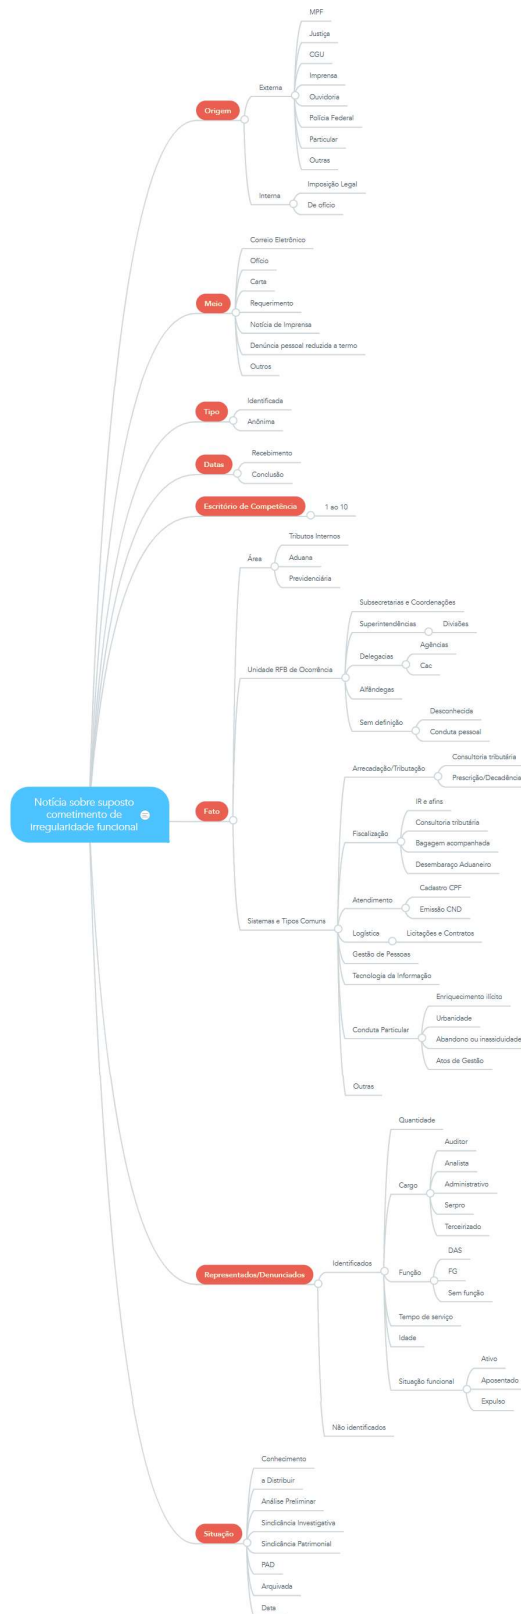 Notícia sobre suposto
cometimento de
irregularidade funcional
Origem
Externa
MPF
Justiça
CGU
Imprensa
Ouvidoria
Polícia Federal
Particular
Outras
Interna
Imposição Legal
De ofício
Meio
Correio Eletrônico
Ofício
Carta
Requerimento
Notícia de Imprensa
Denúncia pessoal reduzida a termo
Outros
Tipo
Identificada
Anônima
Datas
Recebimento
Conclusão
Escritório de Competência
1 ao 10
Fato
Área
Tributos Internos
Aduana
Previdenciária
Unidade RFB de Ocorrência
Subsecretarias e Coordenações
Superintendências
Divisões
Delegacias
Agências
Cac
Alfândegas
Sem definição
Desconhecida
Conduta pessoal
Sistemas e Tipos Comuns
Arrecadação/Tributação
Consultoria tributária
Prescrição/Decadência
Fiscalização
IR e afins
Consultoria tributária
Bagagem acompanhada
Desembaraço Aduaneiro
Atendimento
Cadastro CPF
Emissão CND
Logística
Licitações e Contratos
Gestão de Pessoas
Tecnologia da Informação
Conduta Particular
Enriquecimento ilícito
Urbanidade
Abandono ou inassiduidade
Atos de Gestão
Outras
Representados/Denunciados
Identificados
Quantidade
Cargo
Auditor
Analista
Administrativo
Serpro
Terceirizado
Função
DAS
FG
Sem função
Tempo de serviço
Idade
Situação funcional
Ativo
Aposentado
Expulso
Não identificados
Situação
Conhecimento
a Distribuir
Análise Preliminar
Sindicância Investigativa
Sindicância Patrimonial
PAD
Arquivada
Data